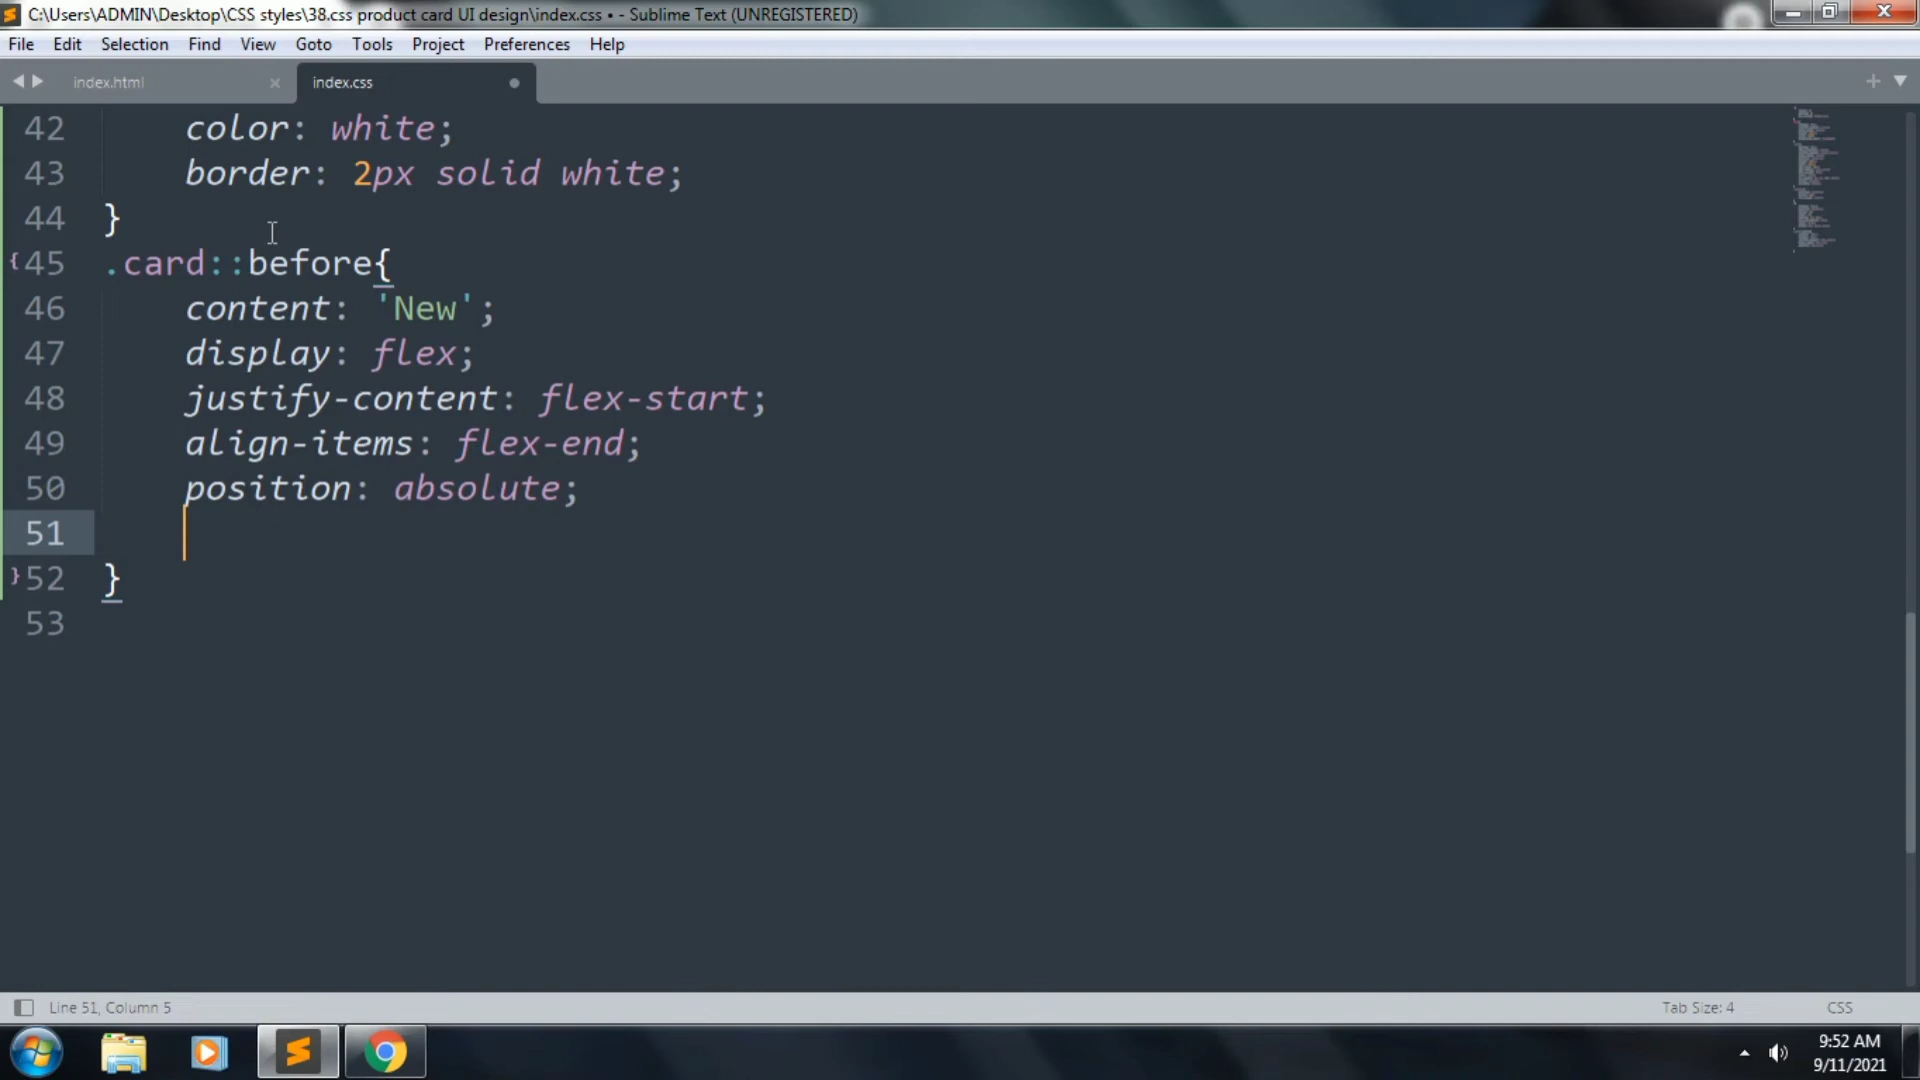 C:\Users\ADMIN\Desktop\CSS styles\38.css product card UI design\index.css • - Sublime Text (UNREGISTERED)
File Edit Selection Find View Goto Tools Project Preferences Help
index.html × index.css
42 color: white;
43 border: 2px solid white;
44 }
45 .card::before{
46 content: 'New';
47 display: flex;
48 justify-content: flex-start;
49 align-items: flex-end;
50 position: absolute;
51
52 }
53
Line 51, Column 5 Tab Size: 4 CSS
9:52 AM
9/11/2021